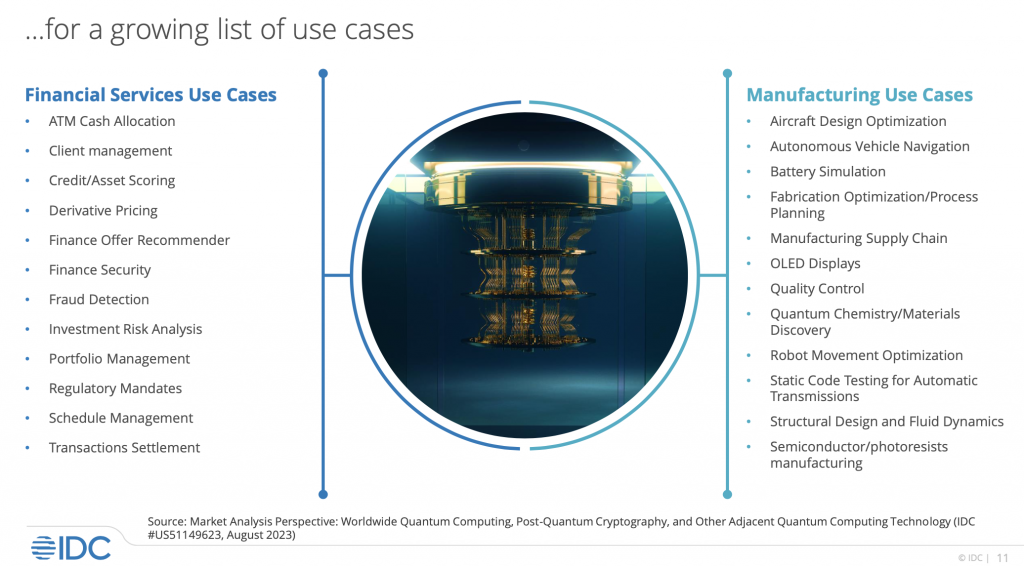 ...for a growing list of use cases
Financial Services Use Cases
• ATM Cash Allocation
• Client management
• Credit/Asset Scoring
• Derivative Pricing
• Finance Offer Recommender
• Finance Security
• Fraud Detection
• Investment Risk Analysis
• Portfolio Management
• Regulatory Mandates
• Schedule Management
• Transactions Settlement
Manufacturing Use Cases
• Aircraft Design Optimization
• Autonomous Vehicle Navigation
• Battery Simulation
• Fabrication Optimization/Process
Planning
• Manufacturing Supply Chain
• OLED Displays
• Quality Control
• Quantum Chemistry/Materials
Discovery
• Robot Movement Optimization
• Static Code Testing for Automatic
Transmissions
• Structural Design and Fluid Dynamics
• Semiconductor/photoresists
manufacturing
Source: Market Analysis Perspective: Worldwide Quantum Computing, Post-Quantum Cryptography, and Other Adjacent Quantum Computing Technology (IDC
#US51149623, August 2023)
IDC
© IDC | 11